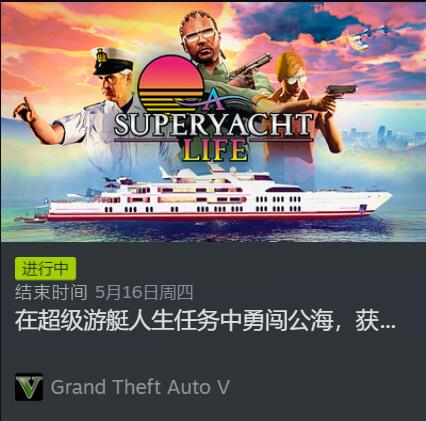 A
SUPERYACHT
LIFE
进行中
结束时间 5月16日周四
在超级游艇人生任务中勇闯公海，获...
V
Grand Theft Auto V